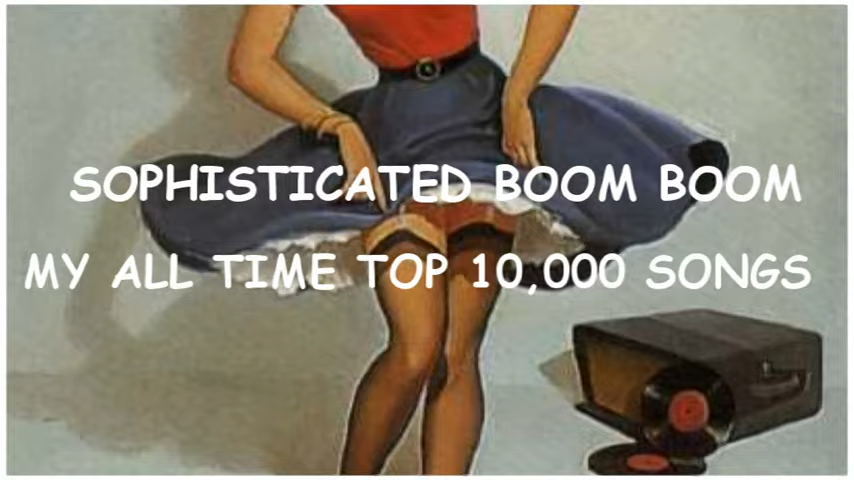 SOPHISTICATED BOOM BOOM
MY ALL TIME TOP 10,000 SONGS